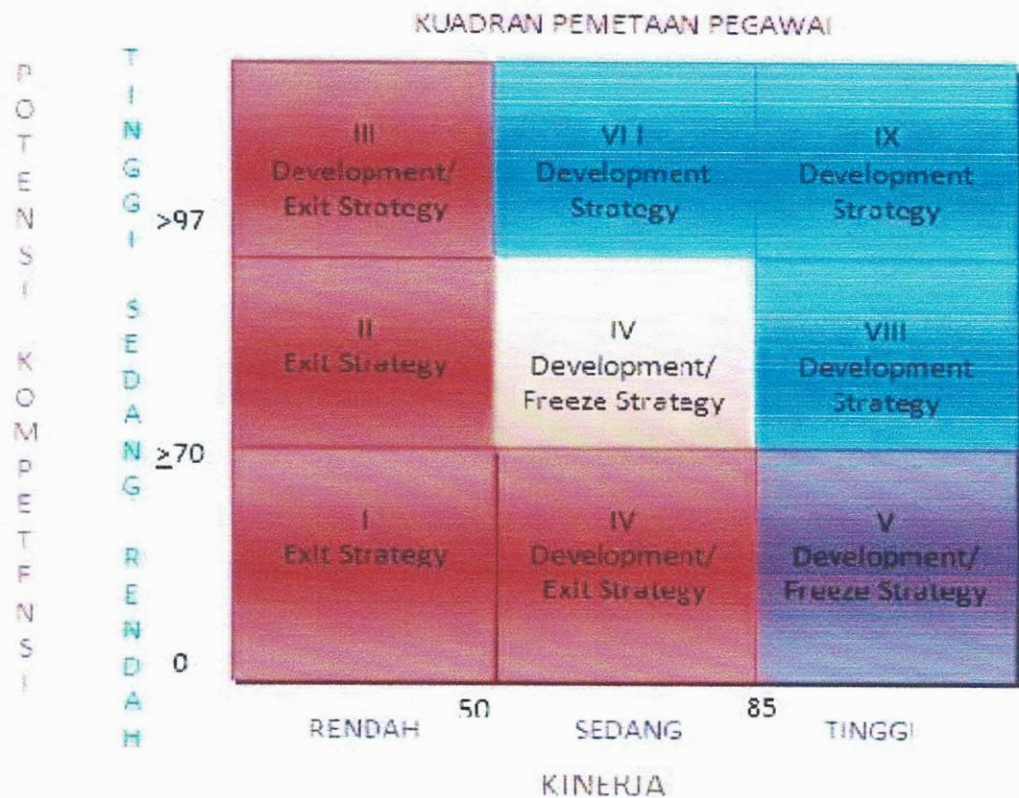 KUADRAN PEMETAAN PEGAWAI
POTENSI KOMPETENSI
TINGGI SEDANG RENDAH
>97
≥70
0
III
Development/
Exit Strategy
VII
Development
Strategy
IX
Development
Strategy
II
Exit Strategy
IV
Development/
Freeze Strategy
VIII
Development
Strategy
I
Exit Strategy
IV
Development/
Exit Strategy
V
Development/
Freeze Strategy
50
85
RENDAH
SEDANG
TINGGI
KINERJA